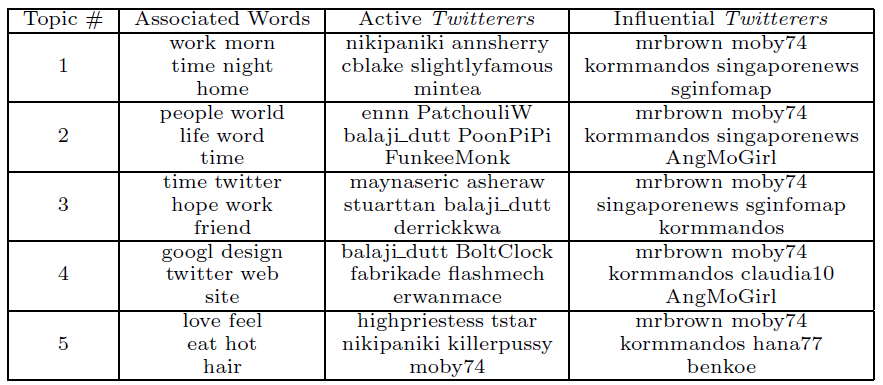 Topic # Associated Words Active Twitterers Influential Twitterers
work morn nikipaniki annsherry mrbrown moby74
1 time night cblake slightlyfamous kormmandos singaporenews
home mintea sginfomap
people world ennn PatchouliW mrbrown moby74
2 life word balaji_dutt PoonPiPi kormmandos singaporenews
time FunkeeMonk AngMoGirl
time twitter maynaseric asheraw mrbrown moby74
3 hope work stuarttan balaji_dutt singaporenews sginfomap
friend derrickkwa kormmandos
googl design balaji_dutt BoltClock mrbrown moby74
4 twitter web fabrikade flashmech kormmandos claudia10
site erwanmace AngMoGirl
love feel highpriestess tstar mrbrown moby74
5 eat hot nikipaniki killerpussy kormmandos hana77
hair moby74 benkoe